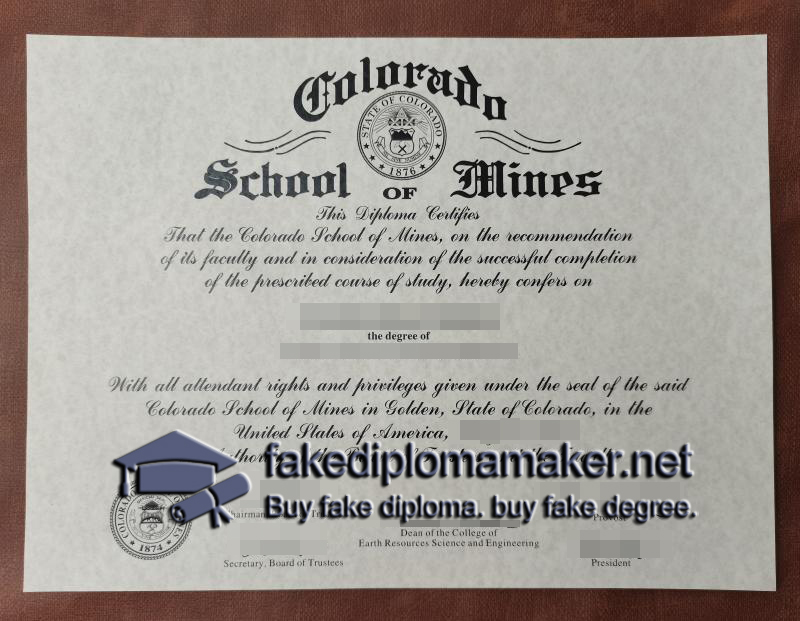 Colorado
STATE OF COLORADO
1876
School OF Mines
This Diploma Certifies
That the Colorado School of Mines, on the recommendation
of its faculty and in consideration of the successful completion
of the prescribed course of study, hereby confers on
the degree of
With all attendant rights and privileges given under the seal of the said
Colorado School of Mines in Golden, State of Colorado, in the
United States of America,
fakediplomamaker.net
Buy fake diploma. buy fake degree.
1874
Provost
Dean of the College of
Earth Resources Science and Engineering
Secretary, Board of Trustees
President